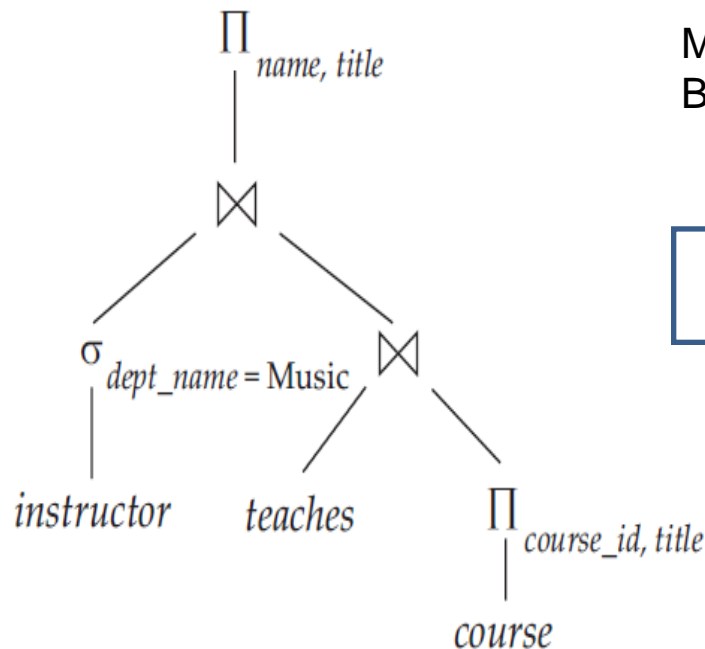 ∏ name, title
M
B
⋈
σ dept_name = Music
⋈
instructor
teaches
∏ course_id, title
course